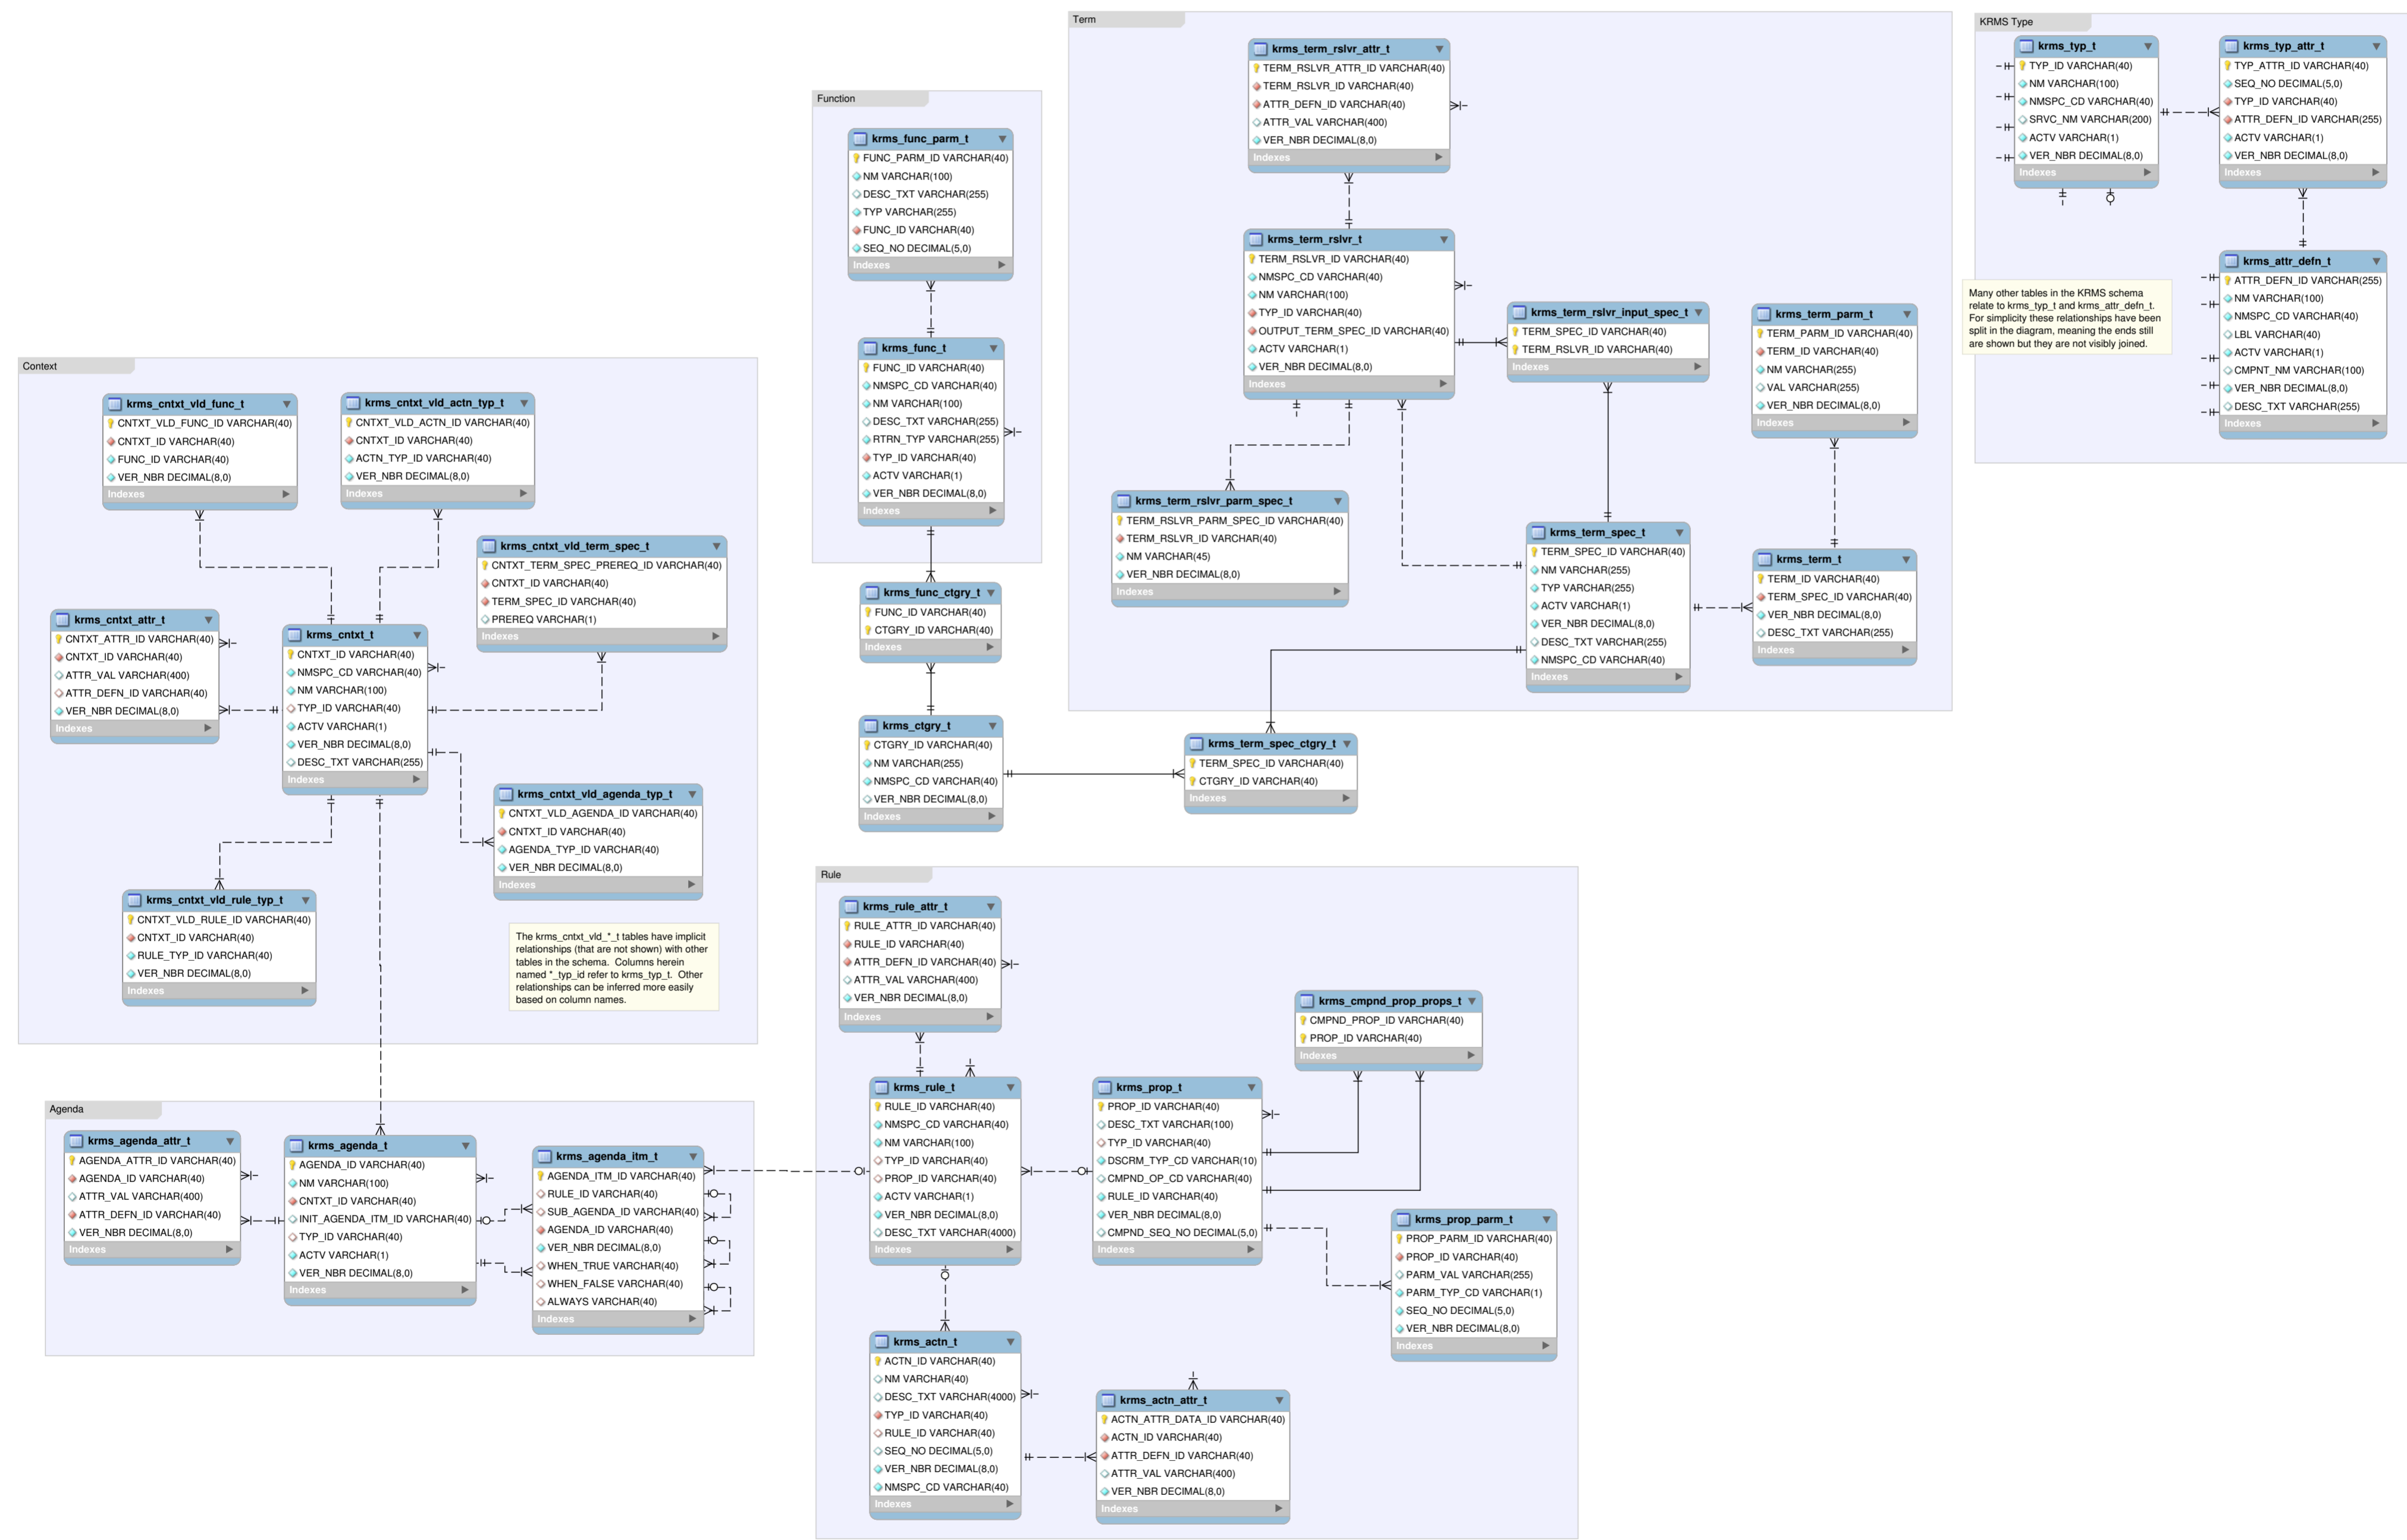 Term
krms_term_rslvr_attr_t
TERM_RSLVR_ATTR_ID VARCHAR(40)
TERM_RSLVR_ID VARCHAR(40)
ATTR_DEFN_ID VARCHAR(40)
ATTR_VAL VARCHAR(400)
VER_NBR DECIMAL(8,0)
Indexes
krms_term_rslvr_t
TERM_RSLVR_ID VARCHAR(40)
NMSPC_CD VARCHAR(40)
NM VARCHAR(100)
TYP_ID VARCHAR(40)
OUTPUT_TERM_SPEC_ID VARCHAR(40)
ACTV VARCHAR(1)
VER_NBR DECIMAL(8,0)
Indexes
krms_term_rslvr_input_spec_t
TERM_SPEC_ID VARCHAR(40)
TERM_RSLVR_ID VARCHAR(40)
Indexes
krms_term_parm_t
TERM_PARM_ID VARCHAR(40)
TERM_ID VARCHAR(40)
NM VARCHAR(255)
VAL VARCHAR(255)
VER_NBR DECIMAL(8,0)
Indexes
krms_term_rslvr_parm_spec_t
TERM_RSLVR_PARM_SPEC_ID VARCHAR(40)
TERM_RSLVR_ID VARCHAR(40)
NM VARCHAR(45)
VER_NBR DECIMAL(8,0)
Indexes
krms_term_spec_t
TERM_SPEC_ID VARCHAR(40)
NM VARCHAR(255)
TYP VARCHAR(255)
ACTV VARCHAR(1)
VER_NBR DECIMAL(8,0)
DESC_TXT VARCHAR(255)
NMSPC_CD VARCHAR(40)
Indexes
krms_term_t
TERM_ID VARCHAR(40)
TERM_SPEC_ID VARCHAR(40)
VER_NBR DECIMAL(8,0)
DESC_TXT VARCHAR(255)
Indexes
KRMS Type
krms_typ_t
TYP_ID VARCHAR(40)
NM VARCHAR(100)
NMSPC_CD VARCHAR(40)
SRVC_NM VARCHAR(200)
ACTV VARCHAR(1)
VER_NBR DECIMAL(8,0)
Indexes
krms_typ_attr_t
TYP_ATTR_ID VARCHAR(40)
SEQ_NO DECIMAL(5,0)
TYP_ID VARCHAR(40)
ATTR_DEFN_ID VARCHAR(255)
ACTV VARCHAR(1)
VER_NBR DECIMAL(8,0)
Indexes
krms_attr_defn_t
ATTR_DEFN_ID VARCHAR(255)
NM VARCHAR(100)
NMSPC_CD VARCHAR(40)
LBL VARCHAR(40)
ACTV VARCHAR(1)
CMPNT_NM VARCHAR(100)
VER_NBR DECIMAL(8,0)
DESC_TXT VARCHAR(255)
Indexes
Many other tables in the KRMS schema
relate to krms_typ_t and krms_attr_defn_t.
For simplicity these relationships have been
split in the diagram, meaning the ends still
are shown but they are not visibly joined.
Function
krms_func_parm_t
FUNC_PARM_ID VARCHAR(40)
NM VARCHAR(100)
DESC_TXT VARCHAR(255)
TYP VARCHAR(255)
FUNC_ID VARCHAR(40)
SEQ_NO DECIMAL(5,0)
Indexes
krms_func_t
FUNC_ID VARCHAR(40)
NMSPC_CD VARCHAR(40)
NM VARCHAR(100)
DESC_TXT VARCHAR(255)
RTRN_TYP VARCHAR(255)
TYP_ID VARCHAR(40)
ACTV VARCHAR(1)
VER_NBR DECIMAL(8,0)
Indexes
krms_func_ctgry_t
FUNC_ID VARCHAR(40)
CTGRY_ID VARCHAR(40)
Indexes
krms_ctgry_t
CTGRY_ID VARCHAR(40)
NM VARCHAR(255)
NMSPC_CD VARCHAR(40)
VER_NBR DECIMAL(8,0)
Indexes
krms_term_spec_ctgry_t
TERM_SPEC_ID VARCHAR(40)
CTGRY_ID VARCHAR(40)
Indexes
Context
krms_cntxt_vld_func_t
CNTXT_VLD_FUNC_ID VARCHAR(40)
CNTXT_ID VARCHAR(40)
FUNC_ID VARCHAR(40)
VER_NBR DECIMAL(8,0)
Indexes
krms_cntxt_vld_actn_typ_t
CNTXT_VLD_ACTN_ID VARCHAR(40)
CNTXT_ID VARCHAR(40)
ACTN_TYP_ID VARCHAR(40)
VER_NBR DECIMAL(8,0)
Indexes
krms_cntxt_vld_term_spec_t
CNTXT_TERM_SPEC_PREREQ_ID VARCHAR(40)
CNTXT_ID VARCHAR(40)
TERM_SPEC_ID VARCHAR(40)
PREREQ VARCHAR(1)
Indexes
krms_cntxt_attr_t
CNTXT_ATTR_ID VARCHAR(40)
CNTXT_ID VARCHAR(40)
ATTR_VAL VARCHAR(400)
ATTR_DEFN_ID VARCHAR(40)
VER_NBR DECIMAL(8,0)
Indexes
krms_cntxt_t
CNTXT_ID VARCHAR(40)
NMSPC_CD VARCHAR(40)
NM VARCHAR(100)
TYP_ID VARCHAR(40)
ACTV VARCHAR(1)
VER_NBR DECIMAL(8,0)
DESC_TXT VARCHAR(255)
Indexes
krms_cntxt_vld_agenda_typ_t
CNTXT_VLD_AGENDA_ID VARCHAR(40)
CNTXT_ID VARCHAR(40)
AGENDA_TYP_ID VARCHAR(40)
VER_NBR DECIMAL(8,0)
Indexes
krms_cntxt_vld_rule_typ_t
CNTXT_VLD_RULE_ID VARCHAR(40)
CNTXT_ID VARCHAR(40)
RULE_TYP_ID VARCHAR(40)
VER_NBR DECIMAL(8,0)
Indexes
The krms_cntxt_vld_*_t tables have implicit
relationships (that are not shown) with other
tables in the schema.  Columns herein
named *_typ_id refer to krms_typ_t.  Other
relationships can be inferred more easily
based on column names.
Agenda
krms_agenda_attr_t
AGENDA_ATTR_ID VARCHAR(40)
AGENDA_ID VARCHAR(40)
ATTR_VAL VARCHAR(400)
ATTR_DEFN_ID VARCHAR(40)
VER_NBR DECIMAL(8,0)
Indexes
krms_agenda_t
AGENDA_ID VARCHAR(40)
NM VARCHAR(100)
CNTXT_ID VARCHAR(40)
INIT_AGENDA_ITM_ID VARCHAR(40)
TYP_ID VARCHAR(40)
ACTV VARCHAR(1)
VER_NBR DECIMAL(8,0)
Indexes
krms_agenda_itm_t
AGENDA_ITM_ID VARCHAR(40)
RULE_ID VARCHAR(40)
SUB_AGENDA_ID VARCHAR(40)
AGENDA_ID VARCHAR(40)
VER_NBR DECIMAL(8,0)
WHEN_TRUE VARCHAR(40)
WHEN_FALSE VARCHAR(40)
ALWAYS VARCHAR(40)
Indexes
Rule
krms_rule_attr_t
RULE_ATTR_ID VARCHAR(40)
RULE_ID VARCHAR(40)
ATTR_DEFN_ID VARCHAR(40)
ATTR_VAL VARCHAR(400)
VER_NBR DECIMAL(8,0)
Indexes
krms_cmpnd_prop_props_t
CMPND_PROP_ID VARCHAR(40)
PROP_ID VARCHAR(40)
Indexes
krms_rule_t
RULE_ID VARCHAR(40)
NMSPC_CD VARCHAR(40)
NM VARCHAR(100)
TYP_ID VARCHAR(40)
PROP_ID VARCHAR(40)
ACTV VARCHAR(1)
VER_NBR DECIMAL(8,0)
DESC_TXT VARCHAR(4000)
Indexes
krms_prop_t
PROP_ID VARCHAR(40)
DESC_TXT VARCHAR(100)
TYP_ID VARCHAR(40)
DSCRM_TYP_CD VARCHAR(10)
CMPND_OP_CD VARCHAR(40)
RULE_ID VARCHAR(40)
VER_NBR DECIMAL(8,0)
CMPND_SEQ_NO DECIMAL(5,0)
Indexes
krms_prop_parm_t
PROP_PARM_ID VARCHAR(40)
PROP_ID VARCHAR(40)
PARM_VAL VARCHAR(255)
PARM_TYP_CD VARCHAR(1)
SEQ_NO DECIMAL(5,0)
VER_NBR DECIMAL(8,0)
Indexes
krms_actn_t
ACTN_ID VARCHAR(40)
NM VARCHAR(40)
DESC_TXT VARCHAR(4000)
TYP_ID VARCHAR(40)
RULE_ID VARCHAR(40)
SEQ_NO DECIMAL(5,0)
VER_NBR DECIMAL(8,0)
NMSPC_CD VARCHAR(40)
Indexes
krms_actn_attr_t
ACTN_ATTR_DATA_ID VARCHAR(40)
ACTN_ID VARCHAR(40)
ATTR_DEFN_ID VARCHAR(40)
ATTR_VAL VARCHAR(400)
VER_NBR DECIMAL(8,0)
Indexes